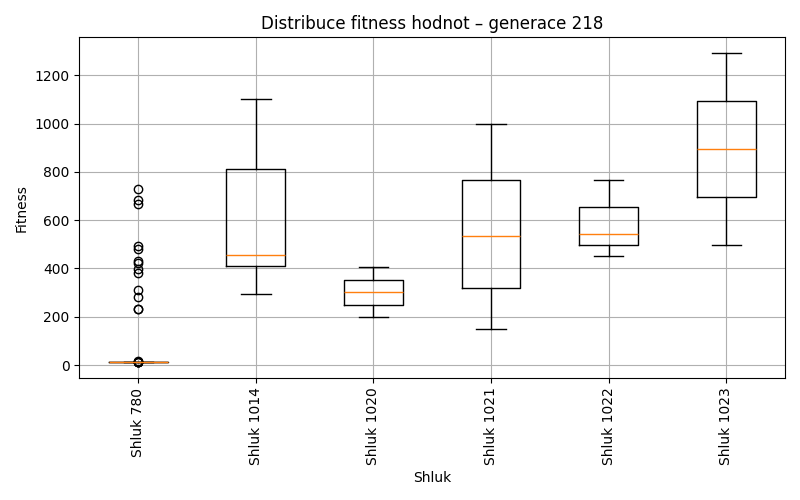 Distribuce fitness hodnot – generace 218
Fitness
1200
1000
800
600
400
200
0
Shluk 780
Shluk 1014
Shluk 1020
Shluk 1021
Shluk 1022
Shluk 1023
Shluk